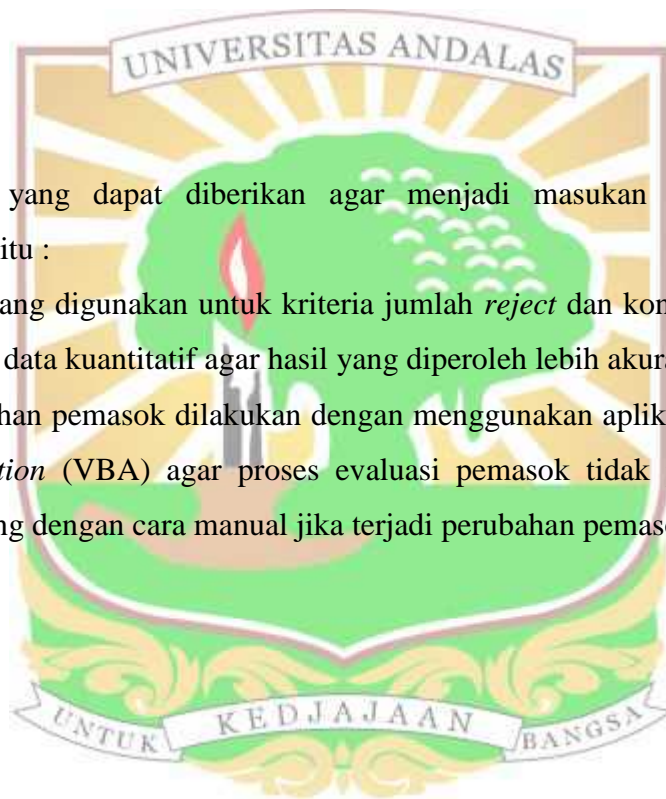 UNIVERSITAS ANDALAS
yang dapat diberikan agar menjadi masukan
itu :
ang digunakan untuk kriteria jumlah reject dan kon
data kuantitatif agar hasil yang diperoleh lebih akura
han pemasok dilakukan dengan menggunakan aplik
tion (VBA) agar proses evaluasi pemasok tidak
ng dengan cara manual jika terjadi perubahan pemaso
UNTUK KEDJAJAAN BANGSA